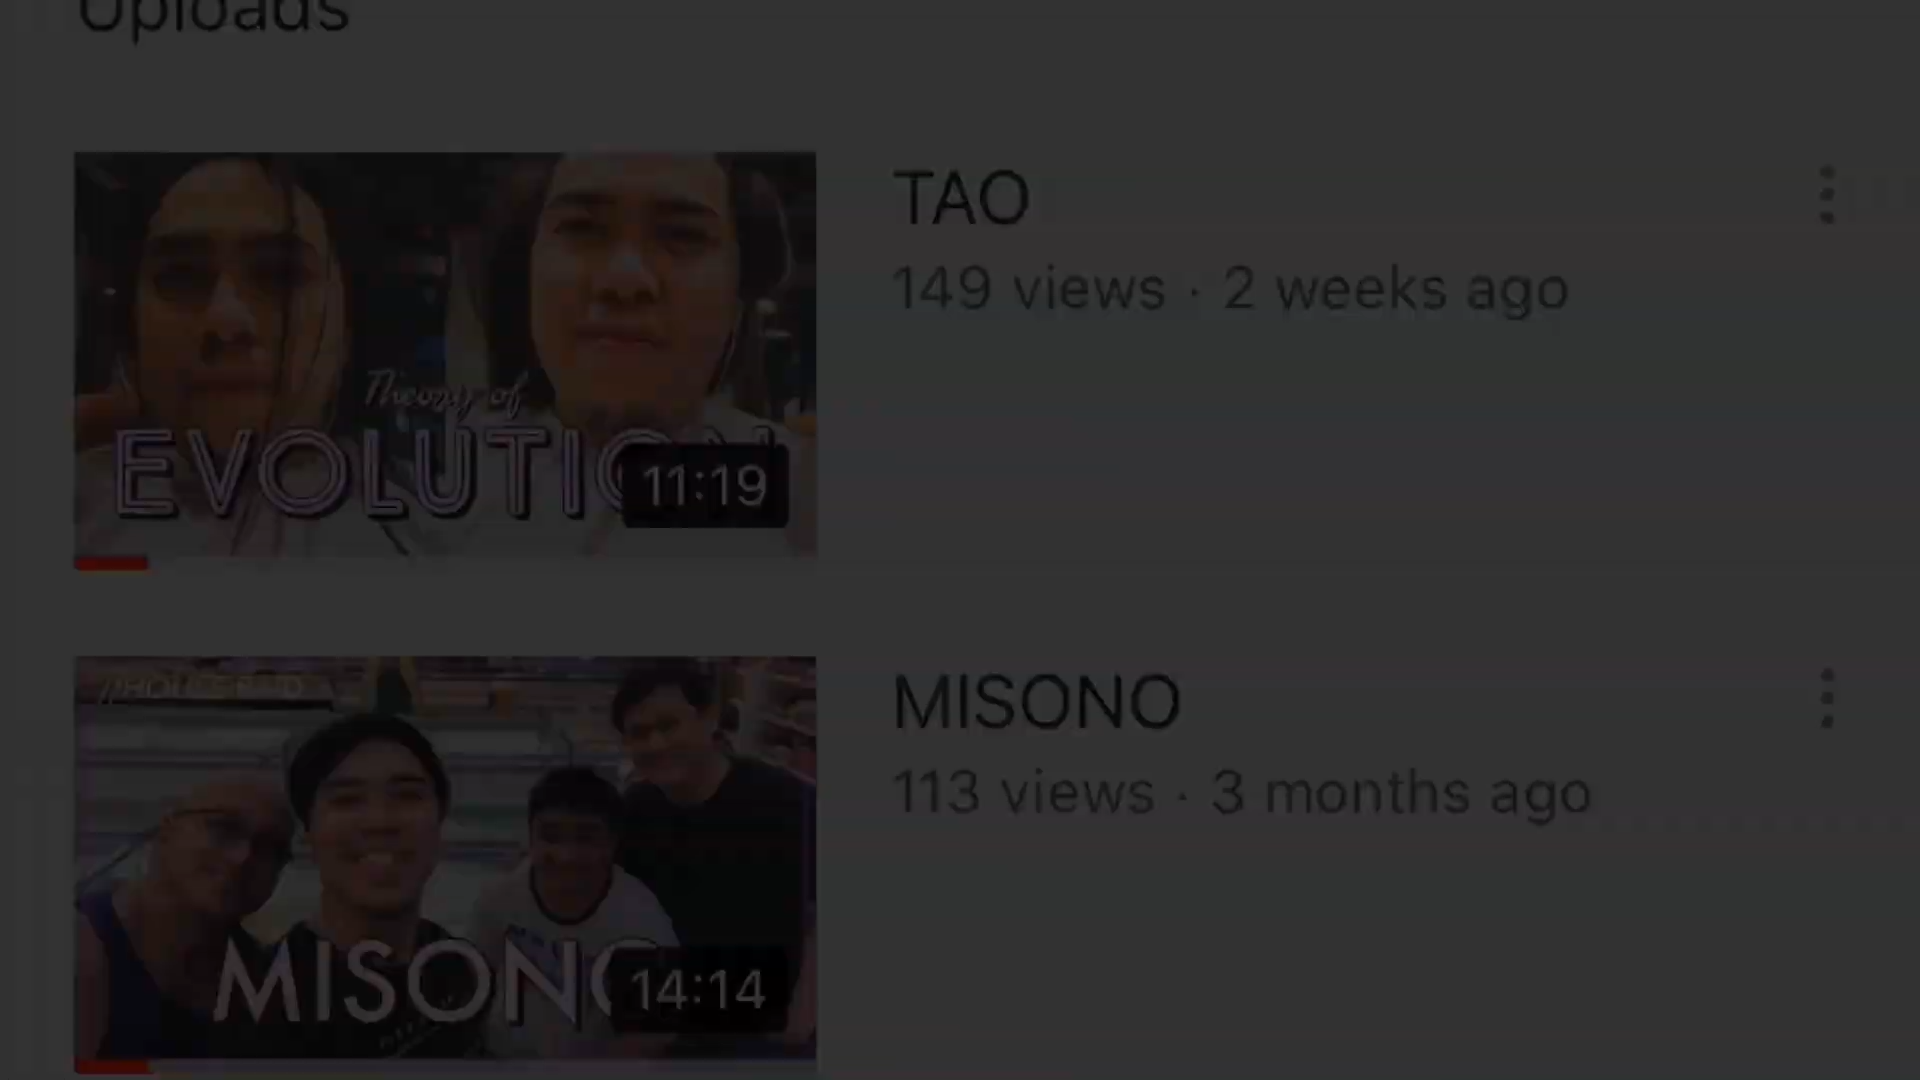 Uploads
TAO
149 views · 2 weeks ago
Theory of
EVOLUTION
11:19
MISONO
113 views · 3 months ago
MISONO
14:14